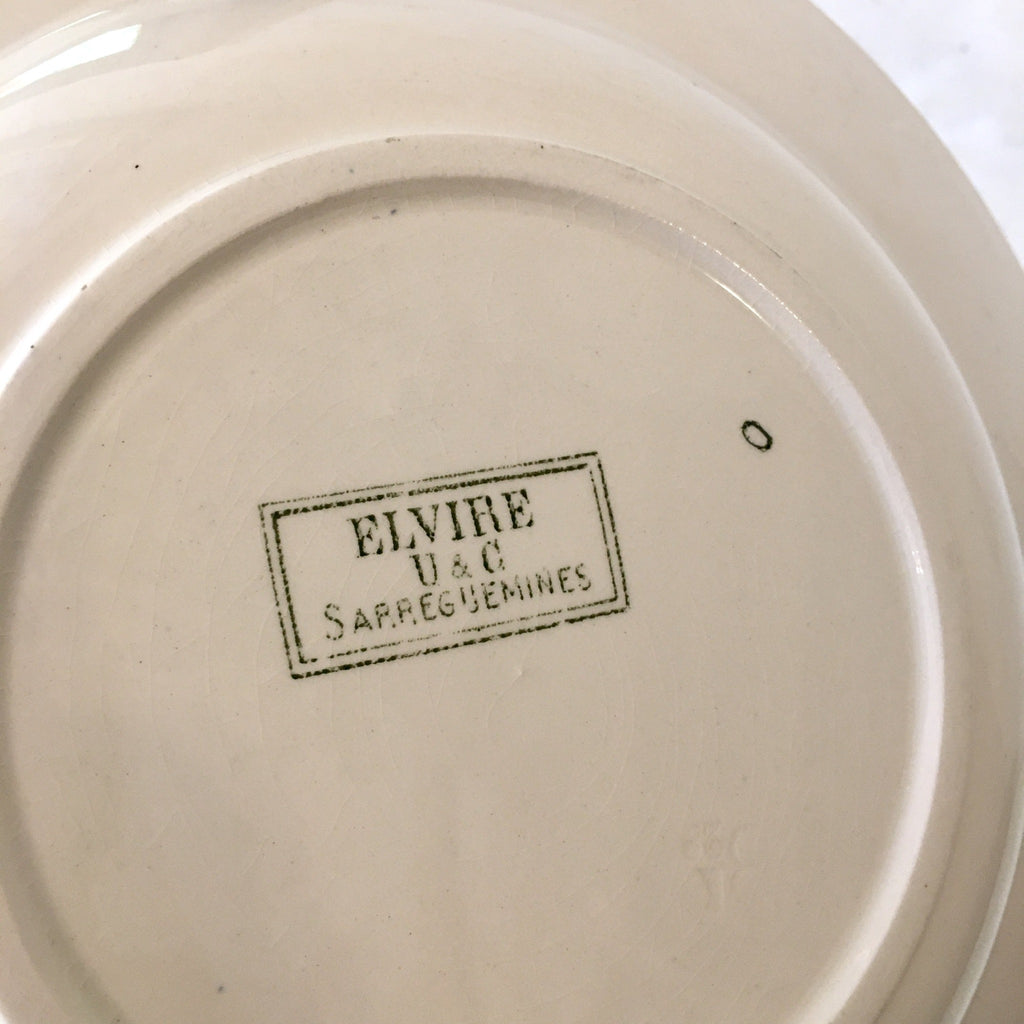 O
ELVIRE
U & C
SARREGUEMINES